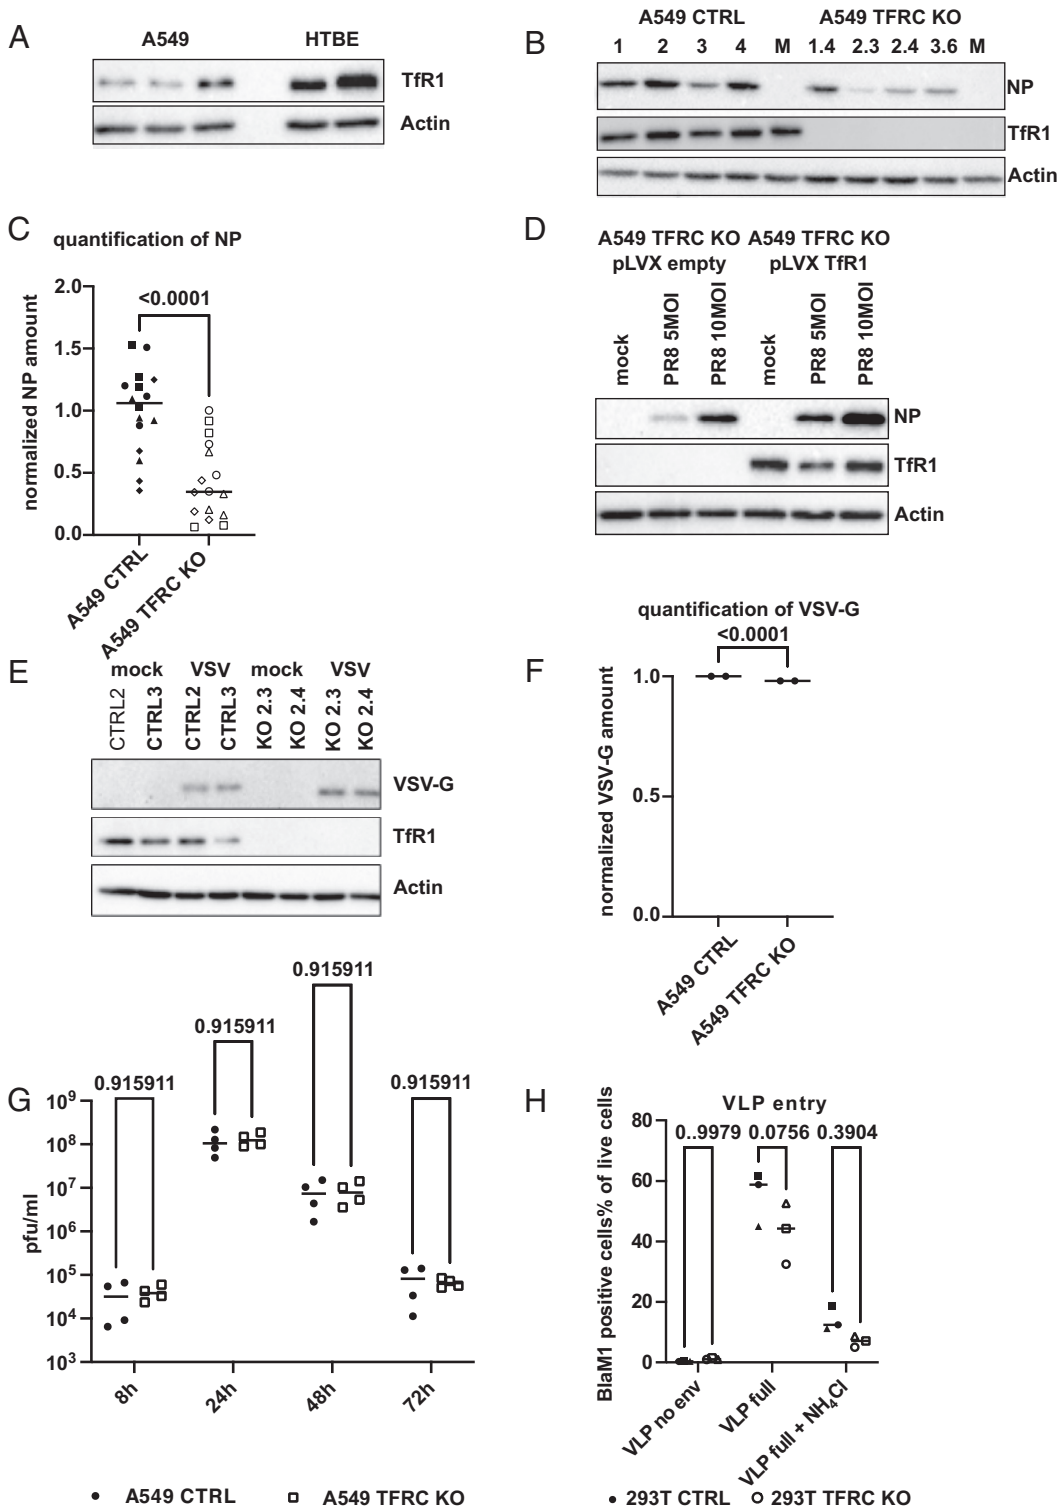 A
A549
HTBE
TfR1
Actin
B
A549 CTRL
A549 TFRC KO
1 2 3 4 M 1.4 2.3 2.4 3.6 M
NP
TfR1
Actin
C
quantification of NP
normalized NP amount
2.0
1.5
1.0
0.5
0.0
<0.0001
A549 CTRL
A549 TFRC KO
D
A549 TFRC KO
pLVX empty
A549 TFRC KO
pLVX TfR1
mock
PR8 5MOI
PR8 10MOI
mock
PR8 5MOI
PR8 10MOI
NP
TfR1
Actin
E
mock
VSV
mock
VSV
CTRL2
CTRL3
CTRL2
CTRL3
KO 2.3
KO 2.4
KO 2.3
KO 2.4
VSV-G
TfR1
Actin
F
quantification of VSV-G
<0.0001
normalized VSV-G amount
1.0
0.5
0.0
A549 CTRL
A549 TFRC KO
G
0.915911
0.915911
0.915911
0.915911
pfu/ml
10⁹
10⁸
10⁷
10⁶
10⁵
10⁴
10³
8h
24h
48h
72h
A549 CTRL
A549 TFRC KO
H
VLP entry
0..9979 0.0756 0.3904
BlaM1 positive cells% of live cells
80
60
40
20
0
VLP no env
VLP full
VLP full + NH₄Cl
293T CTRL
293T TFRC KO